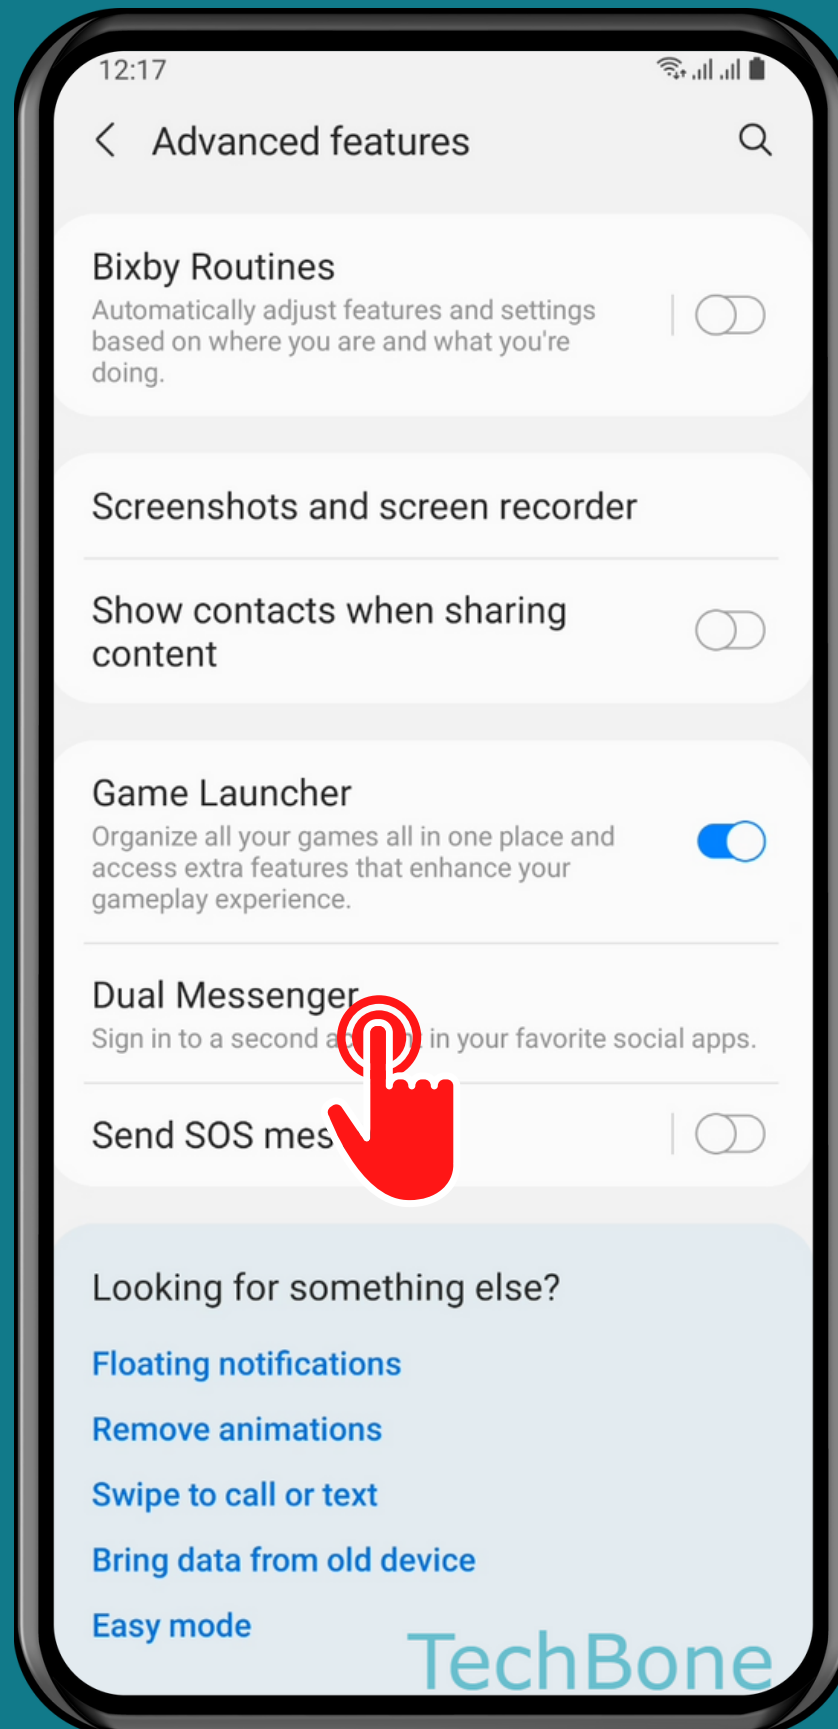 12:17
Advanced features
Bixby Routines
Automatically adjust features and settings
based on where you are and what you're
doing.
Screenshots and screen recorder
Show contacts when sharing
content
Game Launcher
Organize all your games all in one place and
access extra features that enhance your
gameplay experience.
Dual Messenger
Sign in to a second in your favorite social apps.
Send SOS
Looking for something else?
Floating notifications
Remove animations
Swipe to call or text
Bring data from old device
Easy mode
TechBone